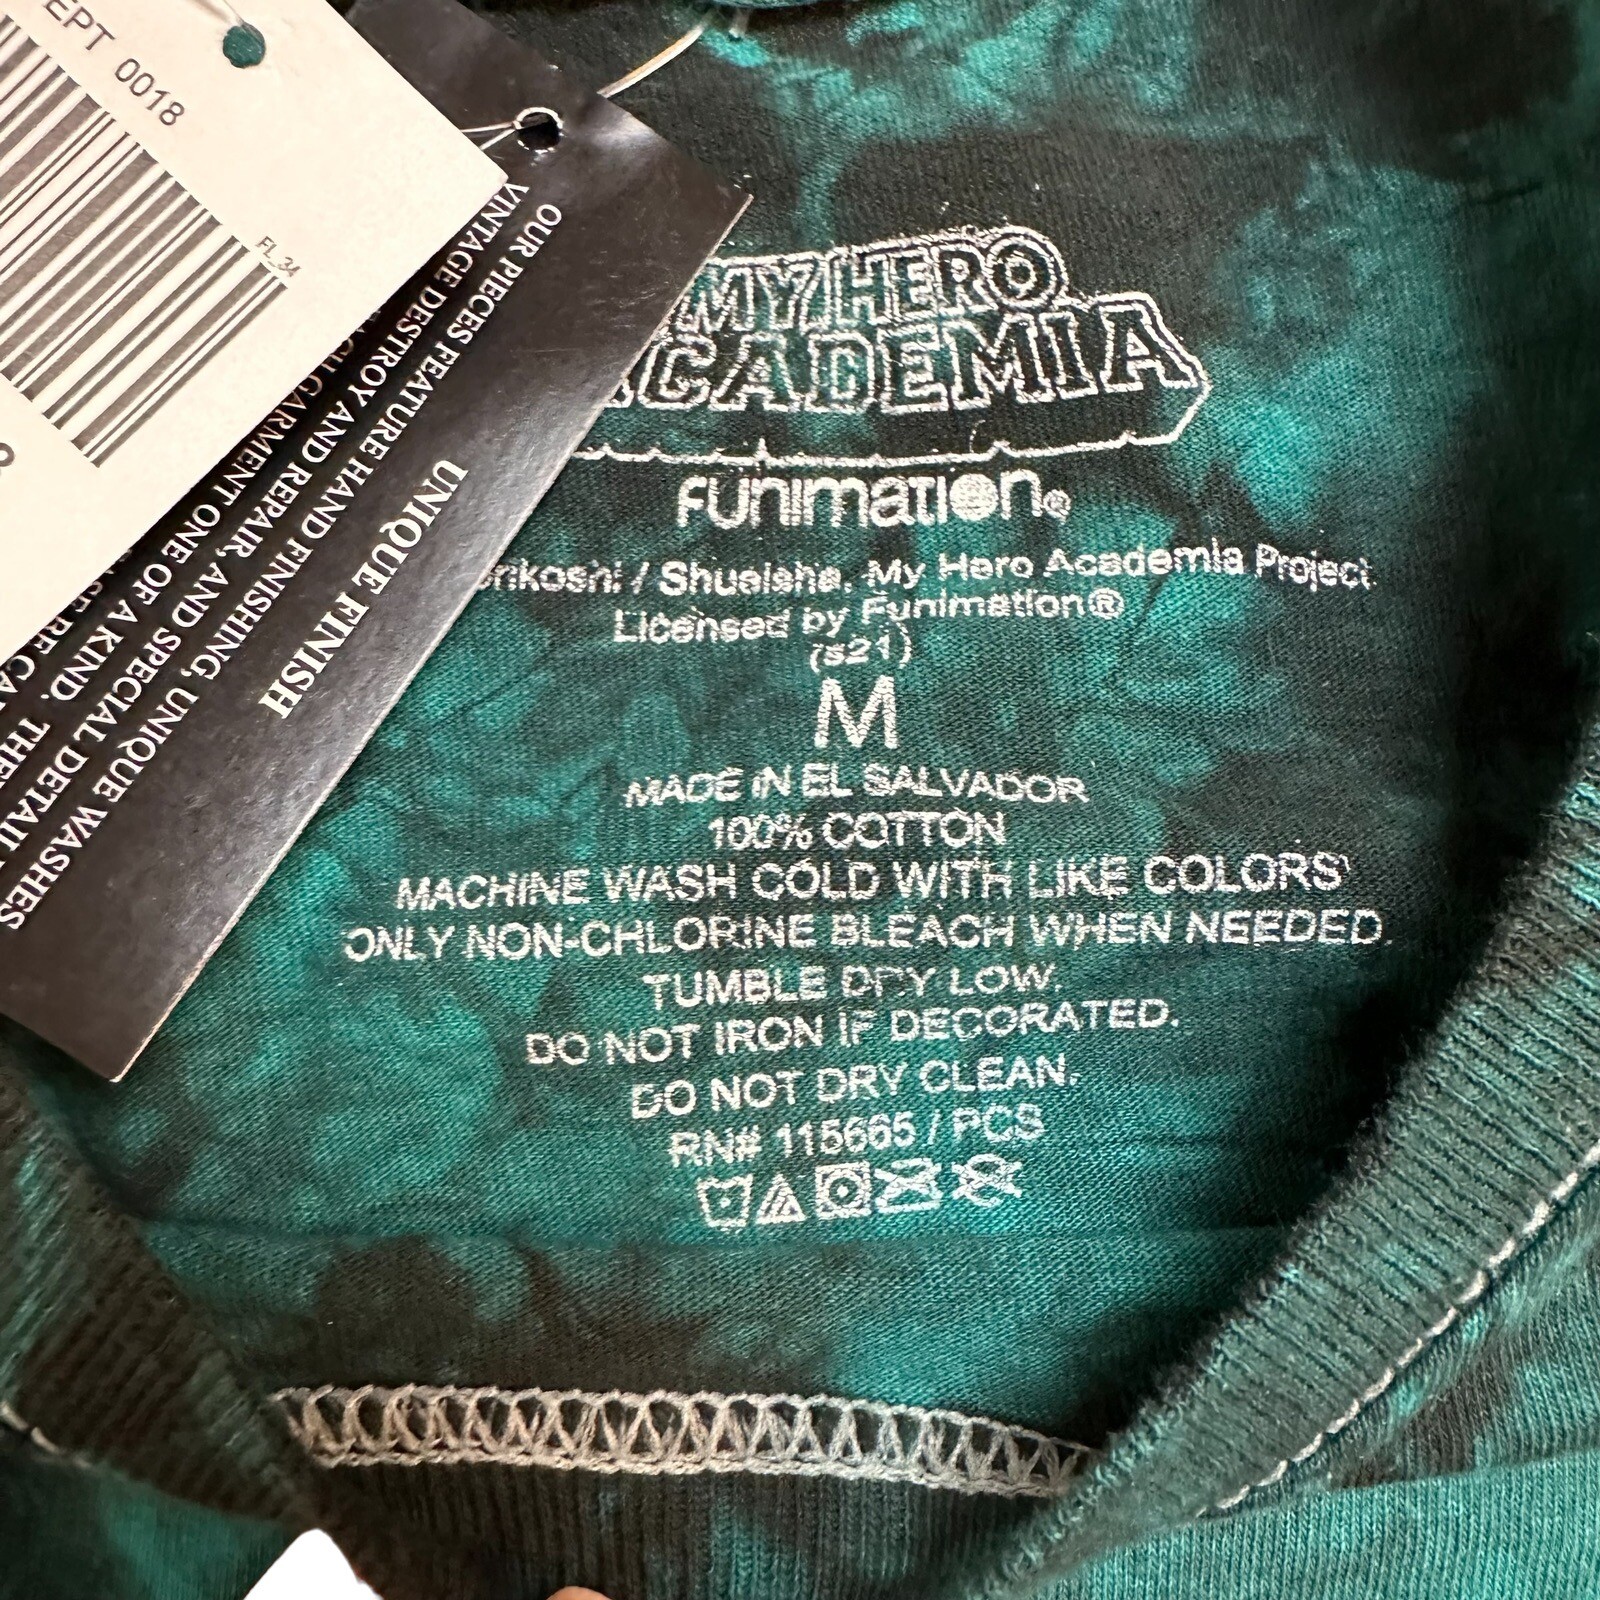 EPT 0018
FL_34
UNIQUE FINISH
OUR PIECES FEATURE HAND FINISHING, UNIQUE WASHES
VINTAGE DESTROY AND REPAIR, AND SPECIAL DETAIL
GARMENT ONE OF A KIND. THE
MY HERO
ACADEMIA
FUNimation®
/ Shueisha, My Hero Academia Project
Licensed by Funimation®
(s21)
M
MADE IN EL SALVADOR
100% COTTON
MACHINE WASH COLD WITH LIKE COLORS
ONLY NON-CHLORINE BLEACH WHEN NEEDED.
TUMBLE DRY LOW.
DO NOT IRON IF DECORATED.
DO NOT DRY CLEAN.
RN# 115665 / PCS